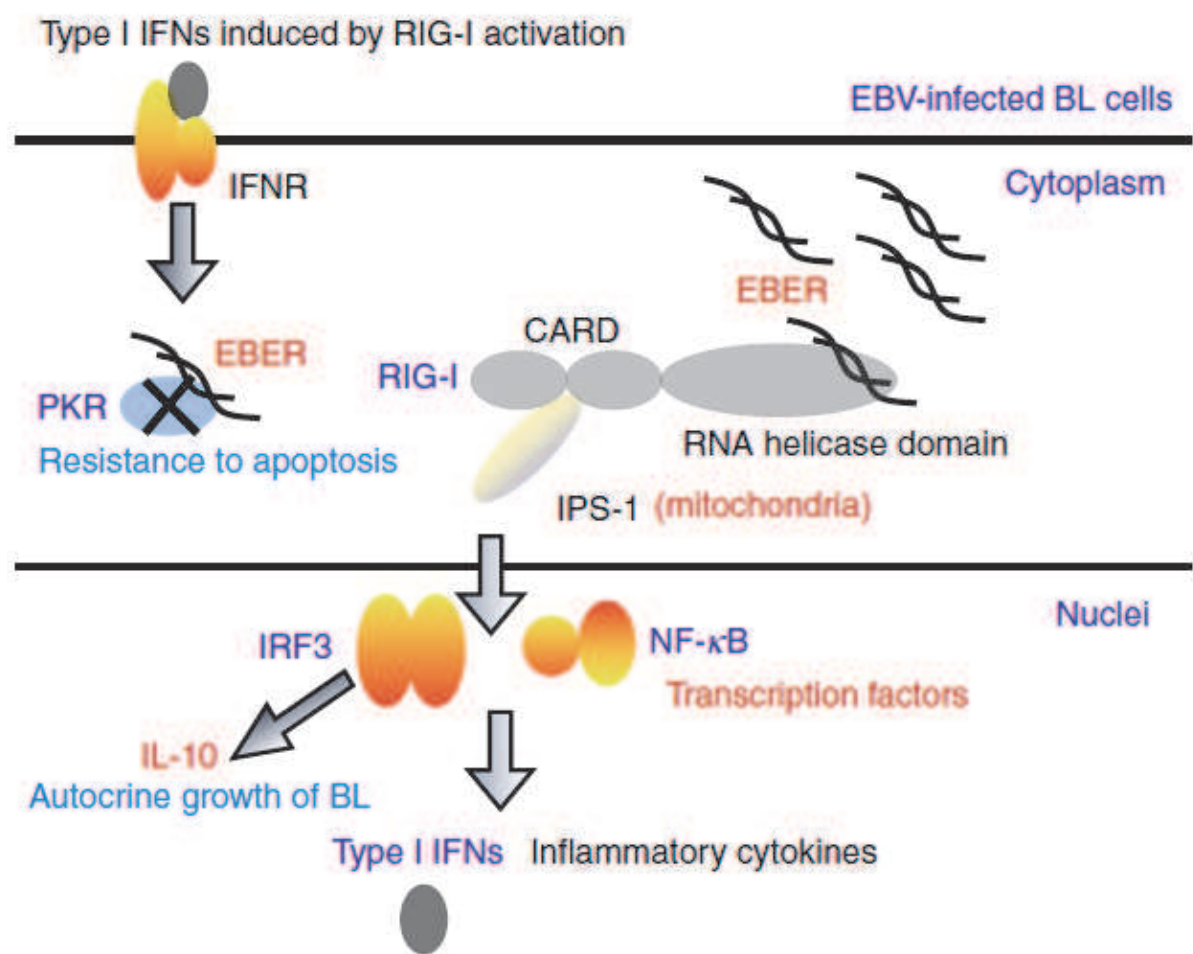 Type I IFNs induced by RIG-I activation
EBV-infected BL cells
IFNR
Cytoplasm
EBER
CARD
EBER
RIG-I
PKR
RNA helicase domain
Resistance to apoptosis
IPS-1 (mitochondria)
Nuclei
IRF3
NF-κB
Transcription factors
IL-10
Autocrine growth of BL
Type I IFNs Inflammatory cytokines